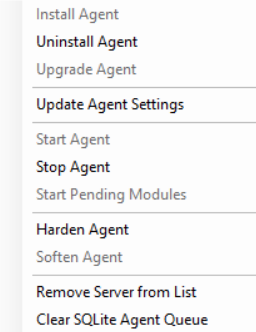 Install Agent
Uninstall Agent
Upgrade Agent
Update Agent Settings
Start Agent
Stop Agent
Start Pending Modules
Harden Agent
Soften Agent
Remove Server from List
Clear SQLite Agent Queue